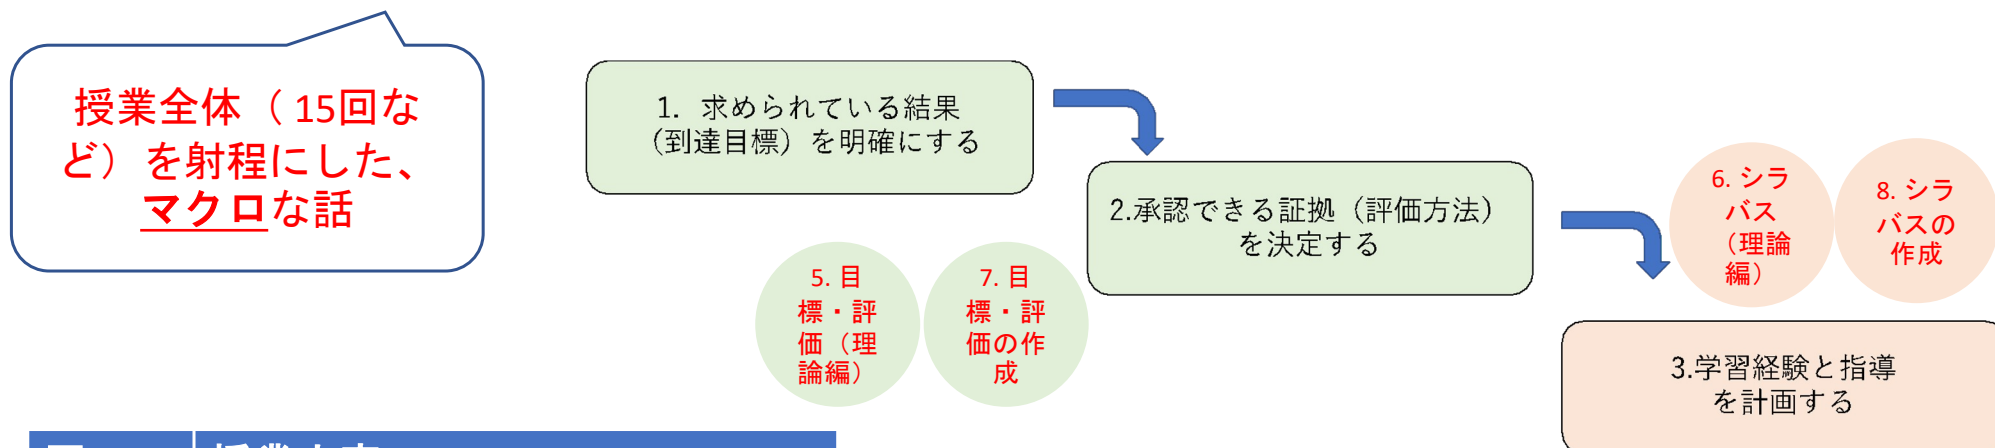 授業全体（15回な
ど）を射程にした、
マクロな話
1. 求められている結果
（到達目標）を明確にする
2.承認できる証拠（評価方法）
を決定する
6. シラ
バス
（理論
編）
8. シラ
バスの
作成
5. 目
標・評
価（理
論編）
7. 目
標・評
価の作
成
3.学習経験と指導
を計画する